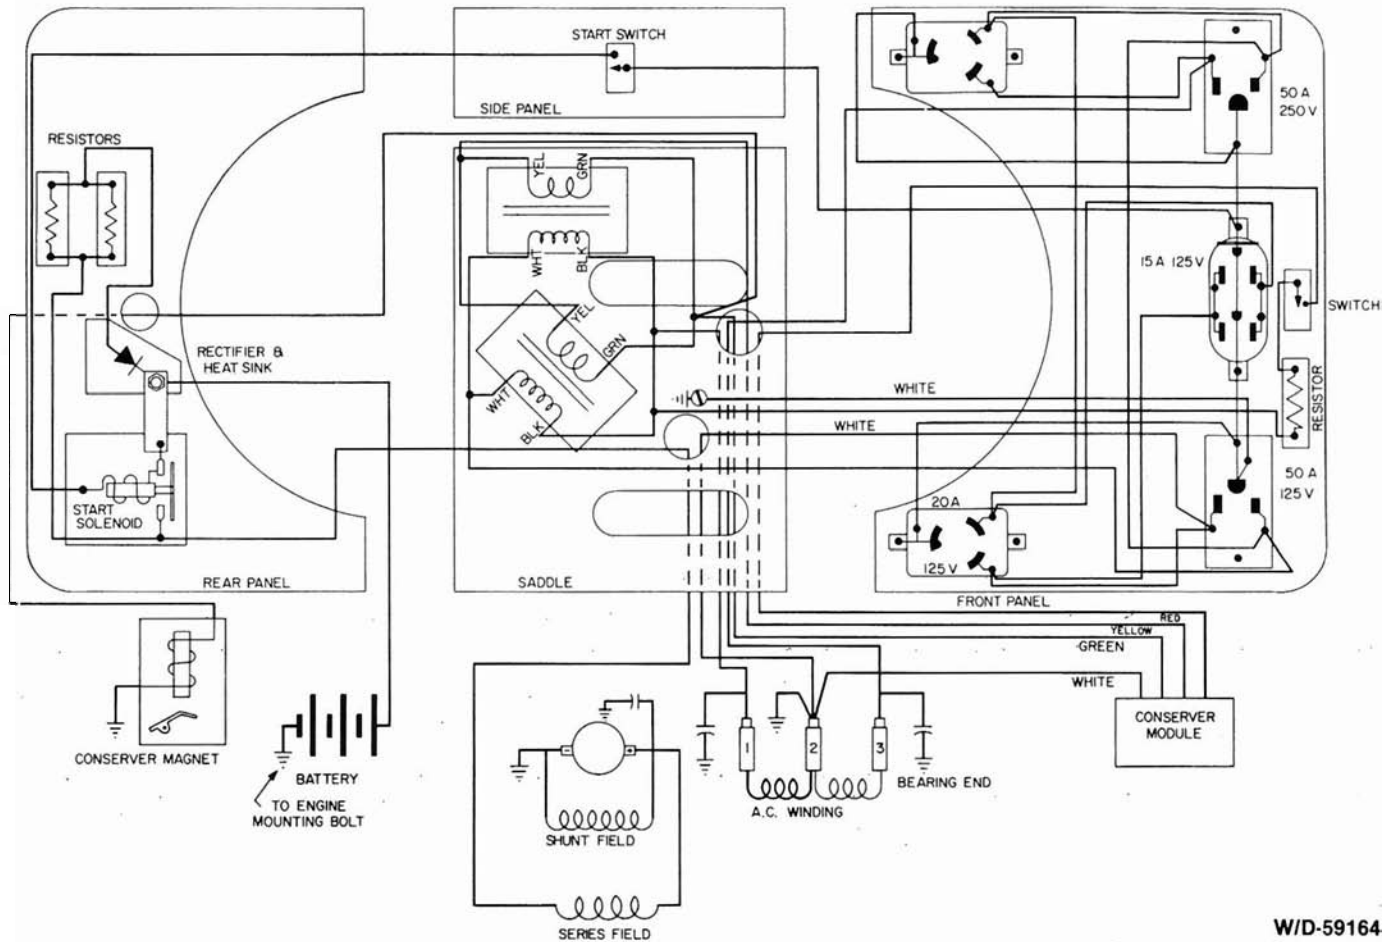 START SWITCH
SIDE PANEL
50 A
250 V
RESISTORS
YEL
GRN
WHT
BLK
15 A 125 V
SWITCH
YEL
GRN
RECTIFIER &
HEAT SINK
WHT
BLK
WHITE
WHITE
RESISTOR
50 A
125 V
START
SOLENOID
20 A
125 V
REAR PANEL
SADDLE
FRONT PANEL
RED
YELLOW
GREEN
WHITE
CONSERVER
MODULE
CONSERVER MAGNET
BATTERY
TO ENGINE
MOUNTING BOLT
1
2
3
BEARING END
A.C. WINDING
SHUNT FIELD
SERIES FIELD
W/D-59164